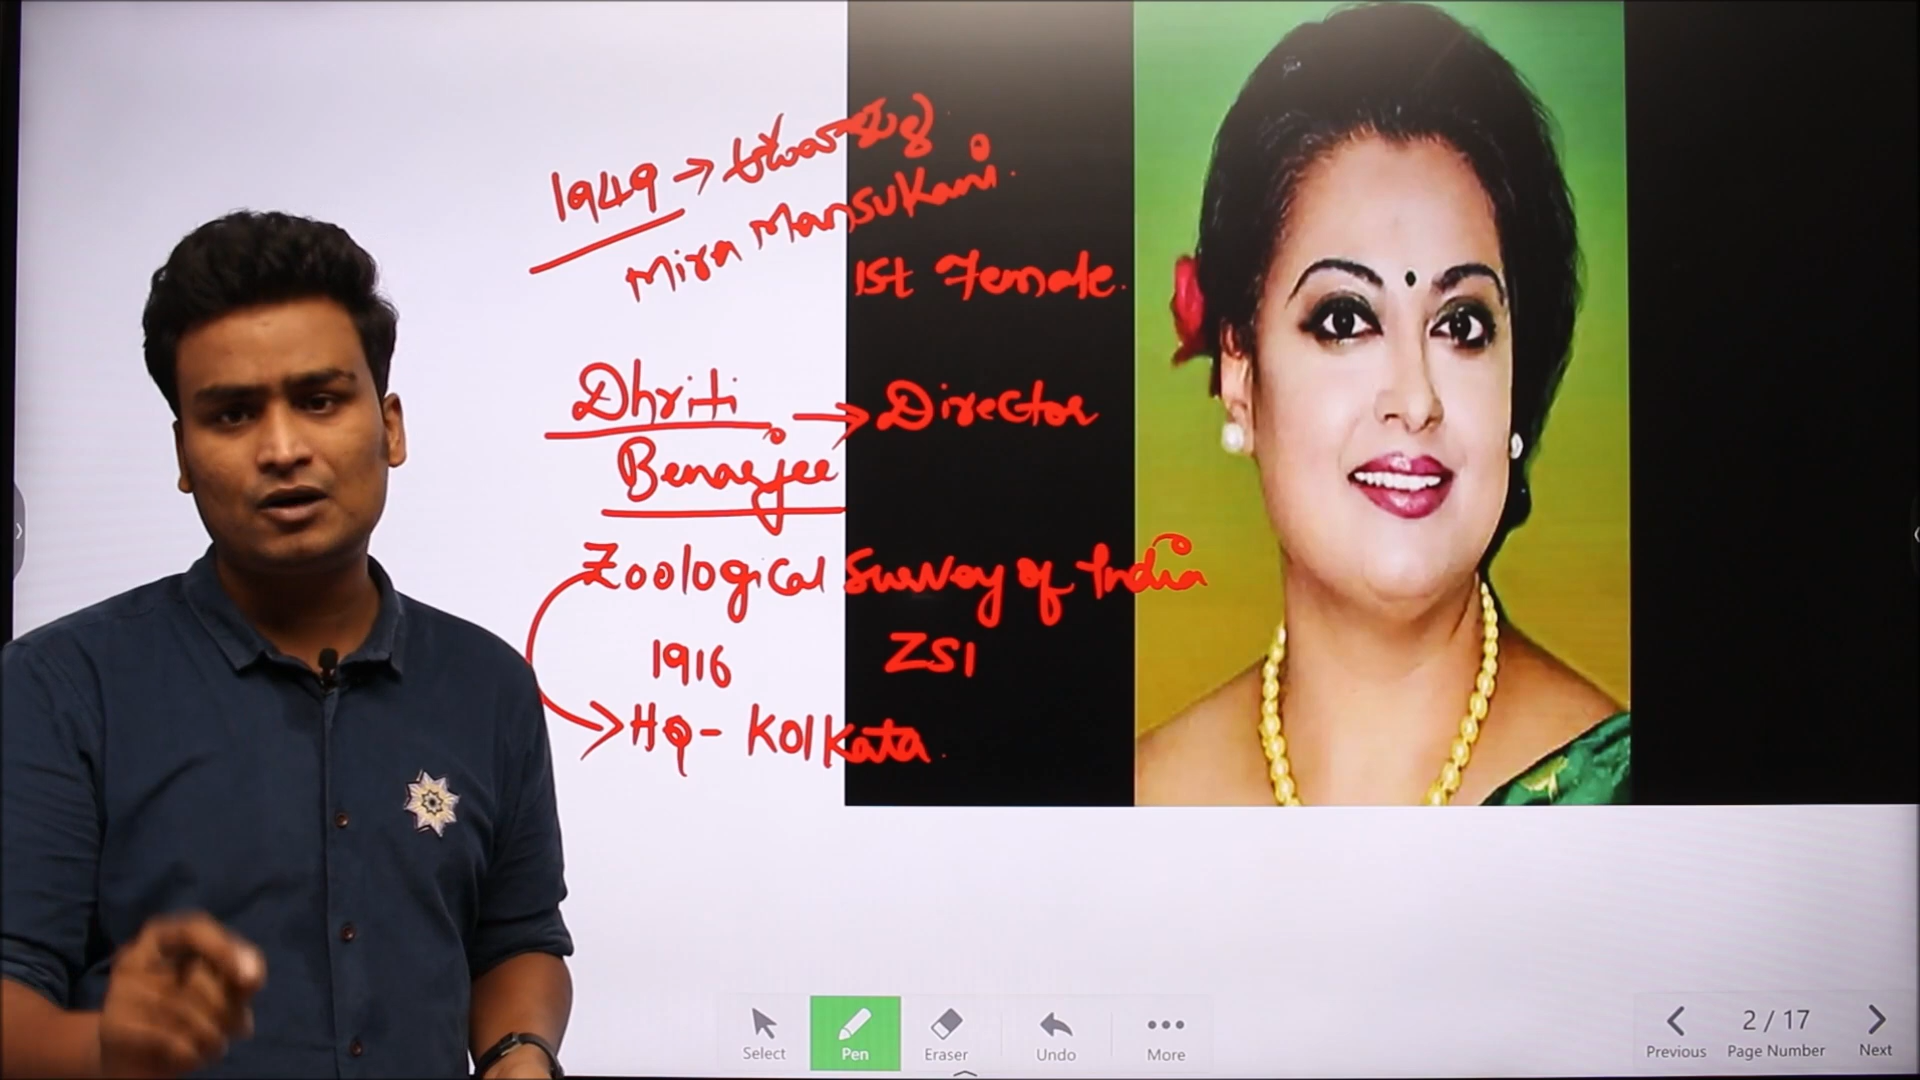 1949 →
Mira Mansukani.
1st Female.
Dhriti → Director
Benarjee
Zoological Survey of India
1916 ZSI
HQ- Kolkata.
Select Pen Eraser Undo More
2 / 17
Previous Page Number Next